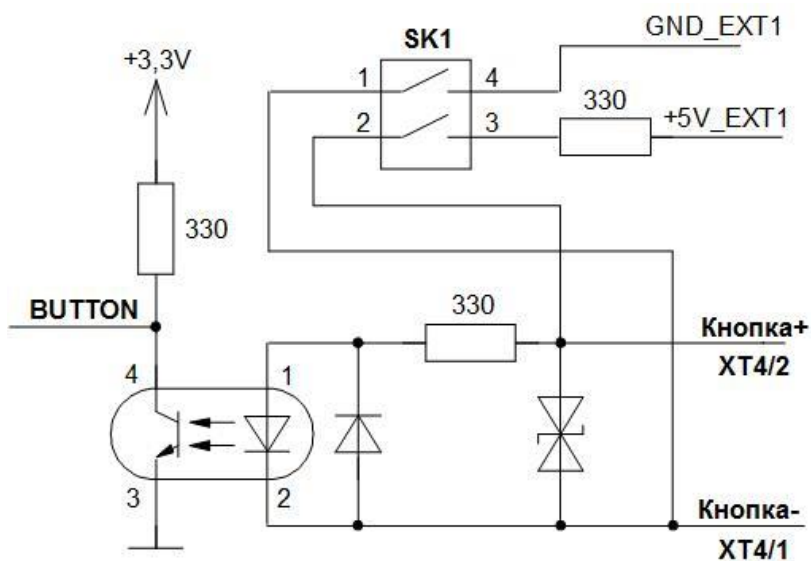 GND_EXT1
SK1
+3,3V
1
4
330
2
3
+5V_EXT1
330
330
BUTTON
Кнопка+
XT4/2
4
1
3
2
Кнопка-
XT4/1